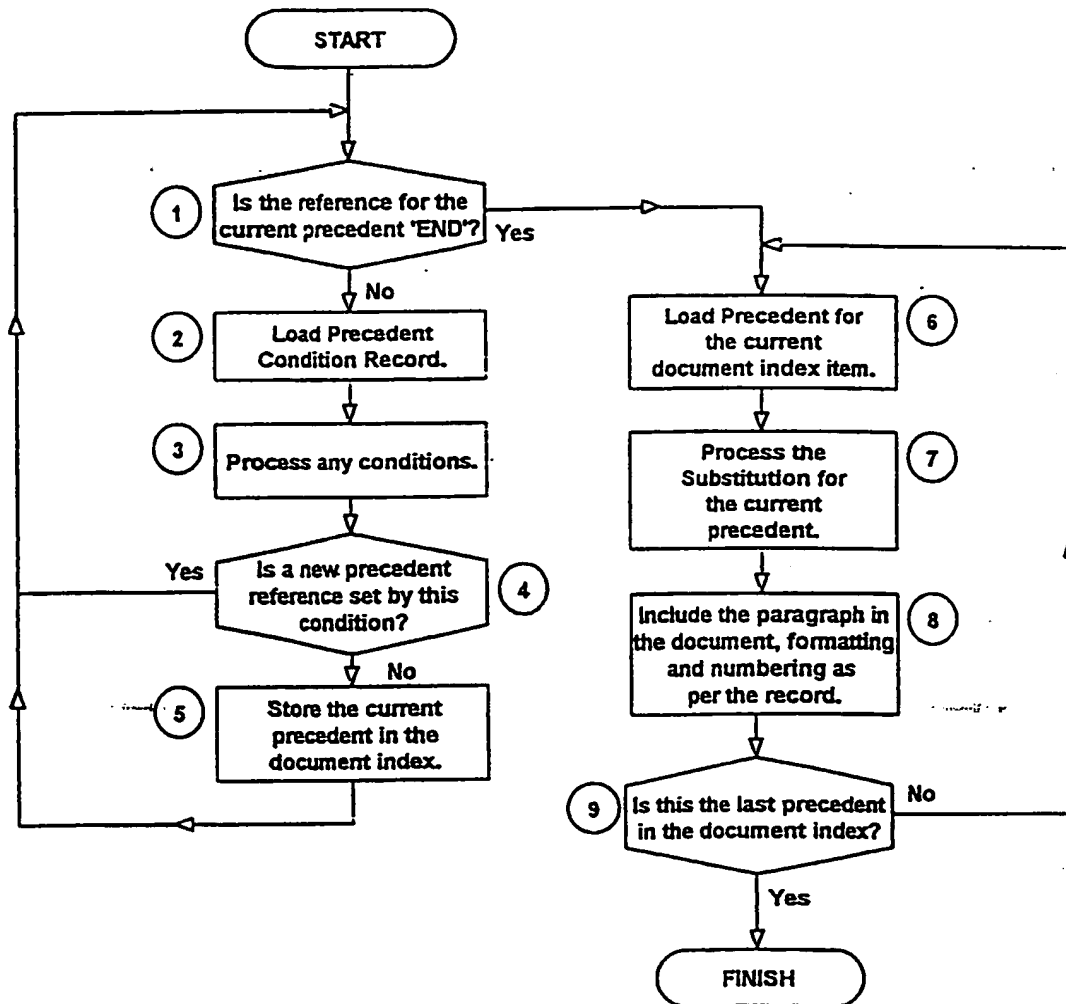 START
1
Is the reference for the
current precedent 'END'?
Yes
No
2
Load Precedent
Condition Record.
3
Process any conditions.
Yes
Is a new precedent
reference set by this
condition?
4
No
5
Store the current
precedent in the
document index.
Load Precedent for
the current
document index item.
6
Process the
Substitution for
the current
precedent.
7
Include the paragraph in
the document, formatting
and numbering as
per the record.
8
9
Is this the last precedent
in the document index?
No
Yes
FINISH